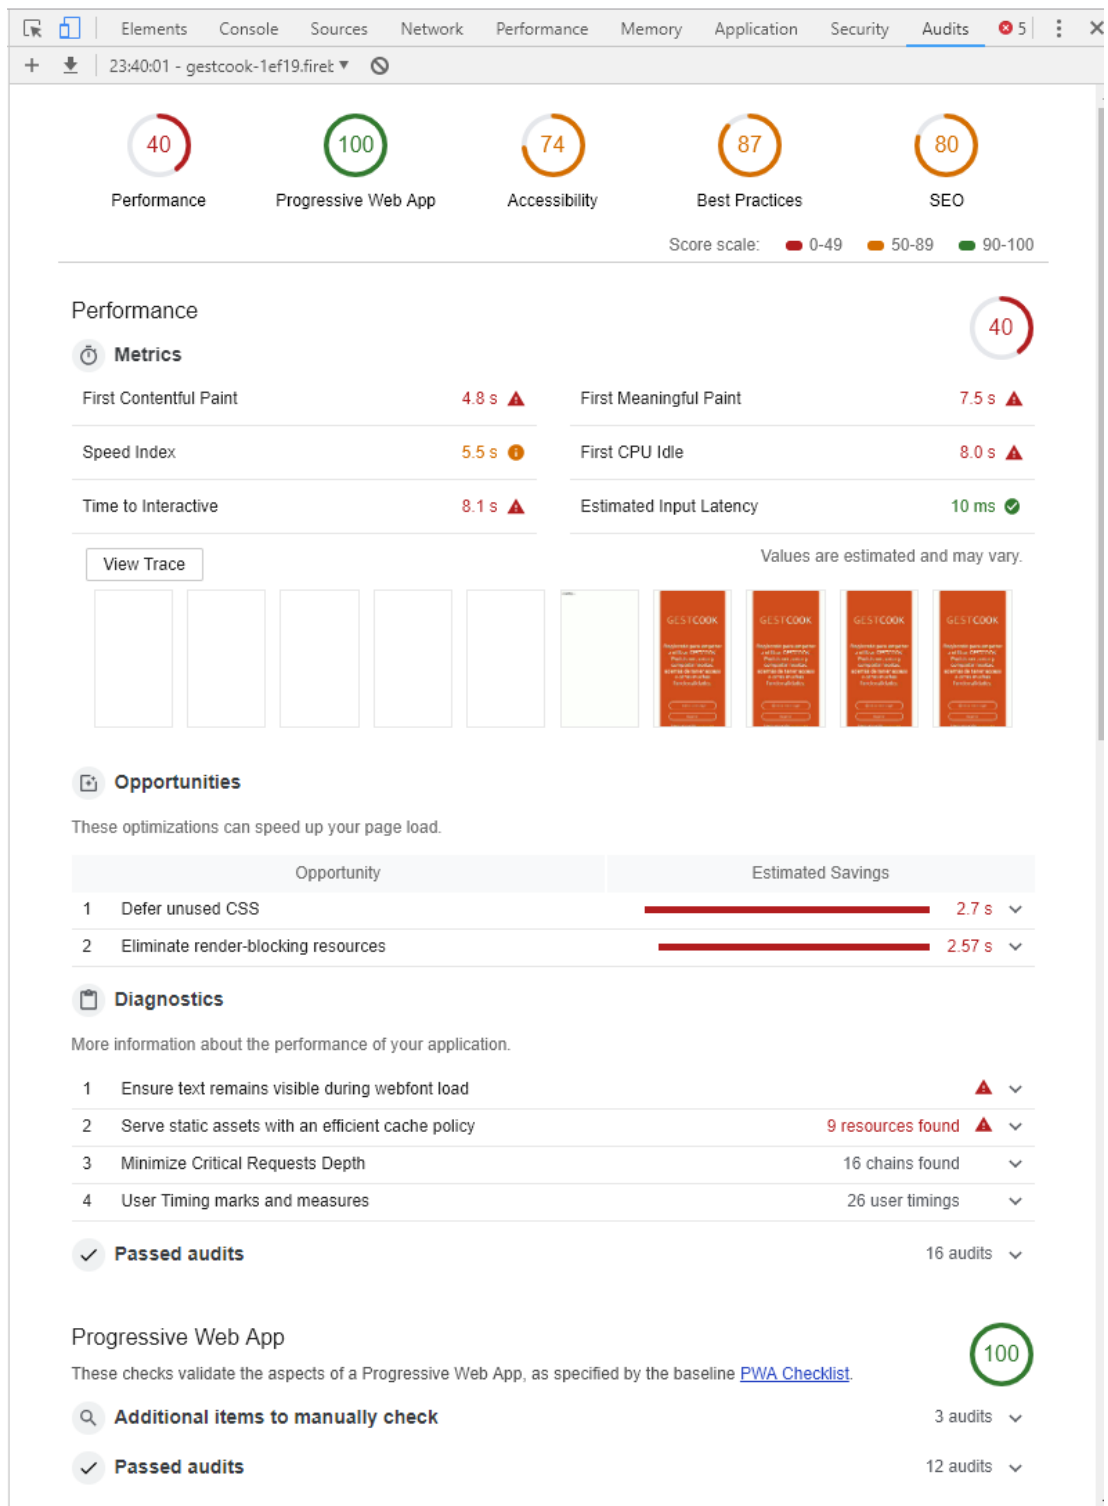 Elements Console Sources Network Performance Memory Application Security Audits 5
23:40:01 - gestcook-1ef19.firet
40 100 74 87 80
Performance Progressive Web App Accessibility Best Practices SEO
Score scale: 0-49 50-89 90-100
Performance
40
Metrics
First Contentful Paint 4.8 s First Meaningful Paint 7.5 s
Speed Index 5.5 s First CPU Idle 8.0 s
Time to Interactive 8.1 s Estimated Input Latency 10 ms
View Trace Values are estimated and may vary.
GESTCOOK GESTCOOK GESTCOOK GESTCOOK
Opportunities
These optimizations can speed up your page load.
Opportunity Estimated Savings
1 Defer unused CSS 2.7 s
2 Eliminate render-blocking resources 2.57 s
Diagnostics
More information about the performance of your application.
1 Ensure text remains visible during webfont load
2 Serve static assets with an efficient cache policy 9 resources found
3 Minimize Critical Requests Depth 16 chains found
4 User Timing marks and measures 26 user timings
Passed audits 16 audits
Progressive Web App
100
These checks validate the aspects of a Progressive Web App, as specified by the baseline PWA Checklist.
Additional items to manually check 3 audits
Passed audits 12 audits